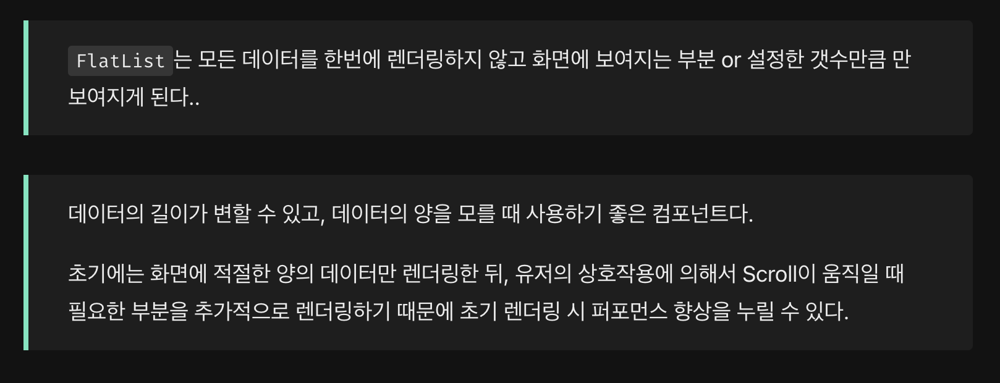 FlatList는 모든 데이터를 한번에 렌더링하지 않고 화면에 보여지는 부분 or 설정한 갯수만큼 만
보여지게 된다..
데이터의 길이가 변할 수 있고, 데이터의 양을 모를 때 사용하기 좋은 컴포넌트다.
초기에는 화면에 적절한 양의 데이터만 렌더링한 뒤, 유저의 상호작용에 의해서 Scroll이 움직일 때
필요한 부분을 추가적으로 렌더링하기 때문에 초기 렌더링 시 퍼포먼스 향상을 누릴 수 있다.